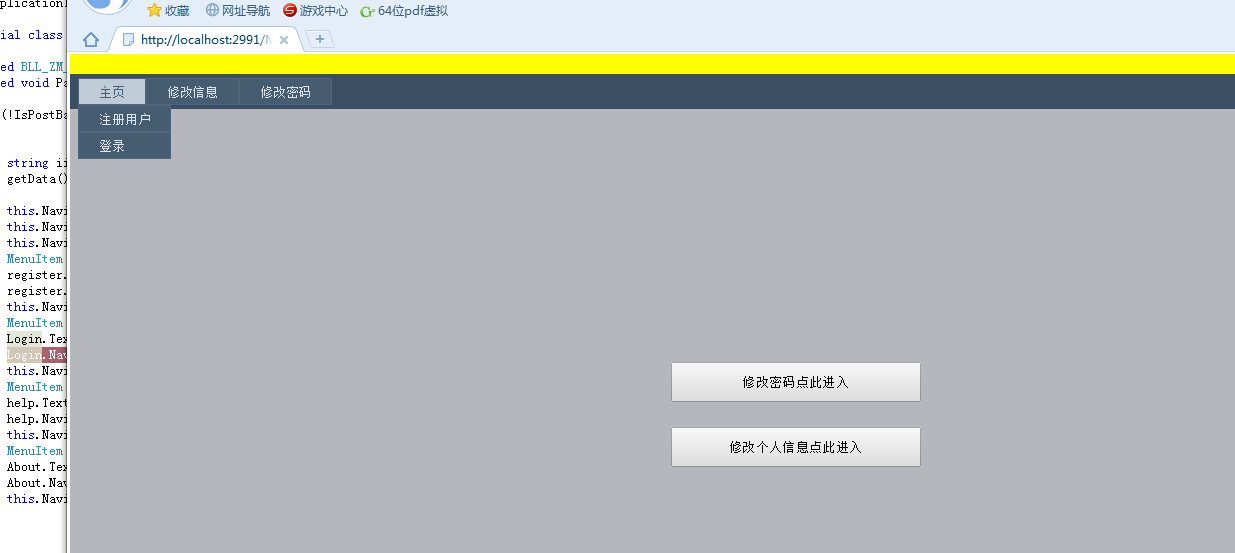 plication
收藏 网址导航 游戏中心 64位pdf虚拟
ial class
http://localhost:2991/
ed BLL_ZM_
ed void Pa
主页 修改信息 修改密码
(!IsPostBa
注册用户
登录
string ii
getData()
this.Navi
this.Navi
this.Navi
MenuItem
register.
register.
this.Navi
MenuItem
Login.Tex
Login.Nav
this.Navi
MenuItem
help.Text
help.Navi
this.Navi
MenuItem
About.Tex
About.Nav
this.Navi
修改密码点此进入
修改个人信息点此进入